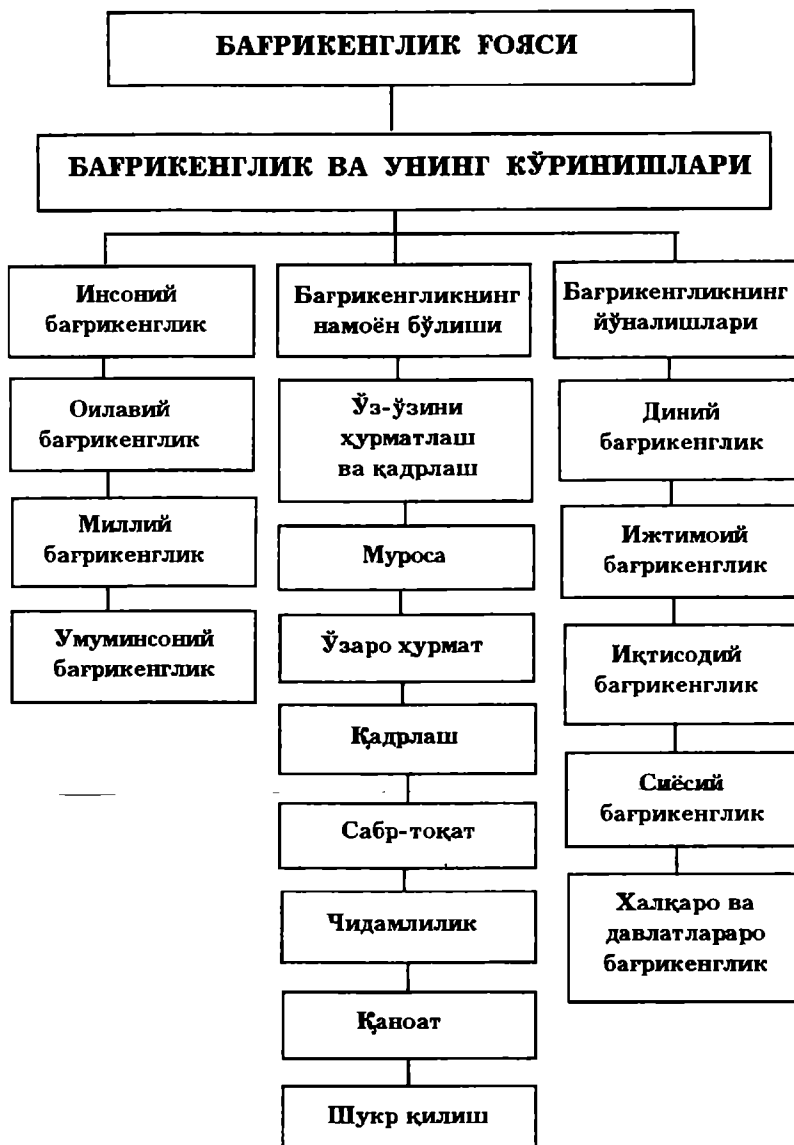 БАҒРИКЕНГЛИК ҒОЯСИ
БАҒРИКЕНГЛИК ВА УНИНГ КЎРИНИШЛАРИ
Инсоний
бағрикенглик
Оилавий
бағрикенглик
Миллий
бағрикенглик
Умуминсоний
бағрикенглик
Бағрикенгликнинг
намоён бўлиши
Ўз-ўзини
ҳурматлаш
ва қадрлаш
Муроса
Ўзаро ҳурмат
Қадрлаш
Сабр-тоқат
Чидамлилик
Қаноат
Шукр қилиш
Бағрикенгликнинг
йўналишлари
Диний
бағрикенглик
Ижтимоий
бағрикенглик
Иқтисодий
бағрикенглик
Сиёсий
бағрикенглик
Халқаро ва
давлатлараро
бағрикенглик